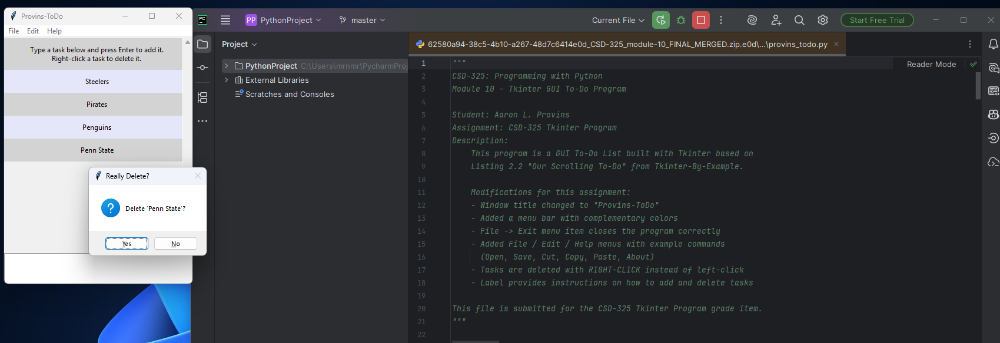 Provins-ToDo
File Edit Help
Type a task below and press Enter to add it.
Right-click a task to delete it.
Steelers
Pirates
Penguins
Penn State
Really Delete?
Delete 'Penn State'?
Yes No
PC PP PythonProject master Current File Start Free Trial
Project
PythonProject C:\Users\mrnmr\PycharmProj
External Libraries
Scratches and Consoles
62580a94-38c5-4b10-a267-48d7c6414e0d_CSD-325_module-10_FINAL_MERGED.zip.e0d\...\provins_todo.py
Reader Mode
1 """
2 CSD-325: Programming with Python
3 Module 10 – Tkinter GUI To-Do Program
4
5 Student: Aaron L. Provins
6 Assignment: CSD-325 Tkinter Program
7 Description:
8 This program is a GUI To-Do List built with Tkinter based on
9 Listing 2.2 "Our Scrolling To-Do" from Tkinter-By-Example.
10
11 Modifications for this assignment:
12 - Window title changed to "Provins-ToDo"
13 - Added a menu bar with complementary colors
14 - File -> Exit menu item closes the program correctly
15 - Added File / Edit / Help menus with example commands
16 (Open, Save, Cut, Copy, Paste, About)
17 - Tasks are deleted with RIGHT-CLICK instead of left-click
18 - Label provides instructions on how to add and delete tasks
19
20 This file is submitted for the CSD-325 Tkinter Program grade item.
21 """
22